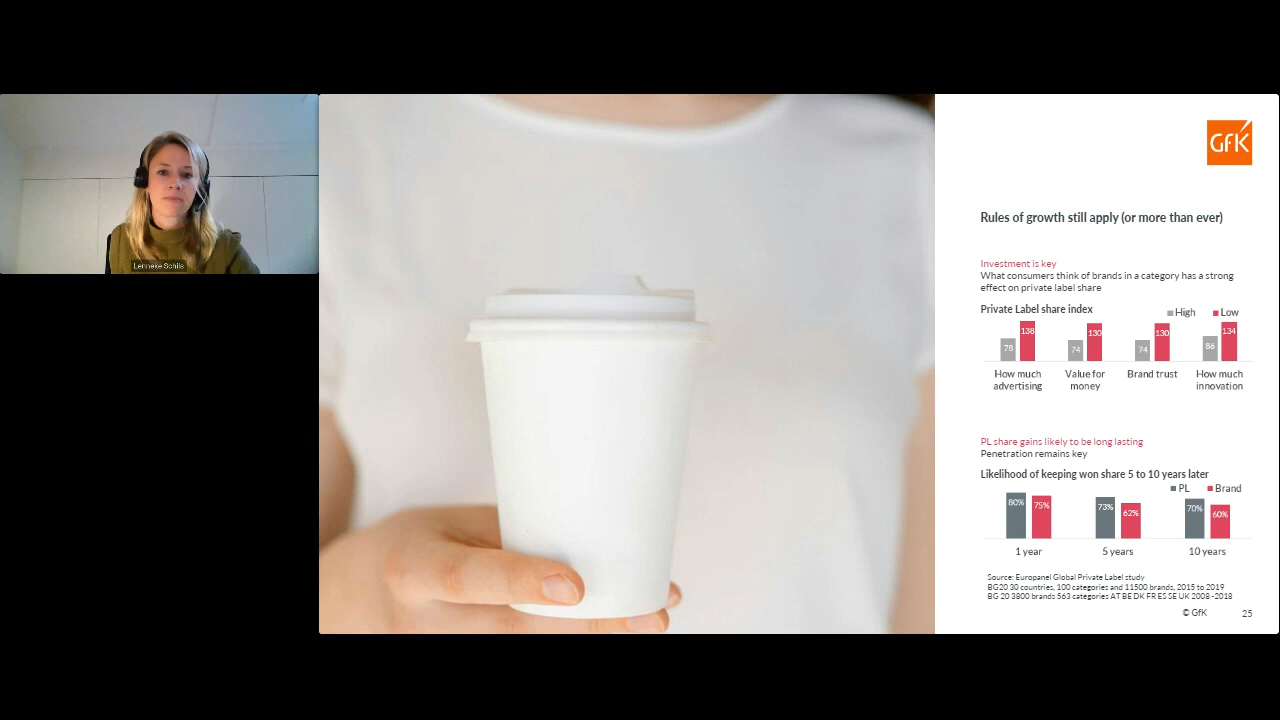 Lenneke Schils
GfK
Rules of growth still apply (or more than ever)
Investment is key
What consumers think of brands in a category has a strong
effect on private label share
Private Label share index
High Low
78 138 74 130 74 130 86 134
How much advertising
Value for money
Brand trust
How much innovation
PL share gains likely to be long lasting
Penetration remains key
Likelihood of keeping won share 5 to 10 years later
PL Brand
80% 75% 73% 62% 70% 60%
1 year 5 years 10 years
Source: Europanel Global Private Label study
BG20 30 countries, 100 categories and 11500 brands, 2015 to 2019
BG 20 3800 brands 563 categories AT BE DK FR ES SE UK 2008 -2018
© GfK 25